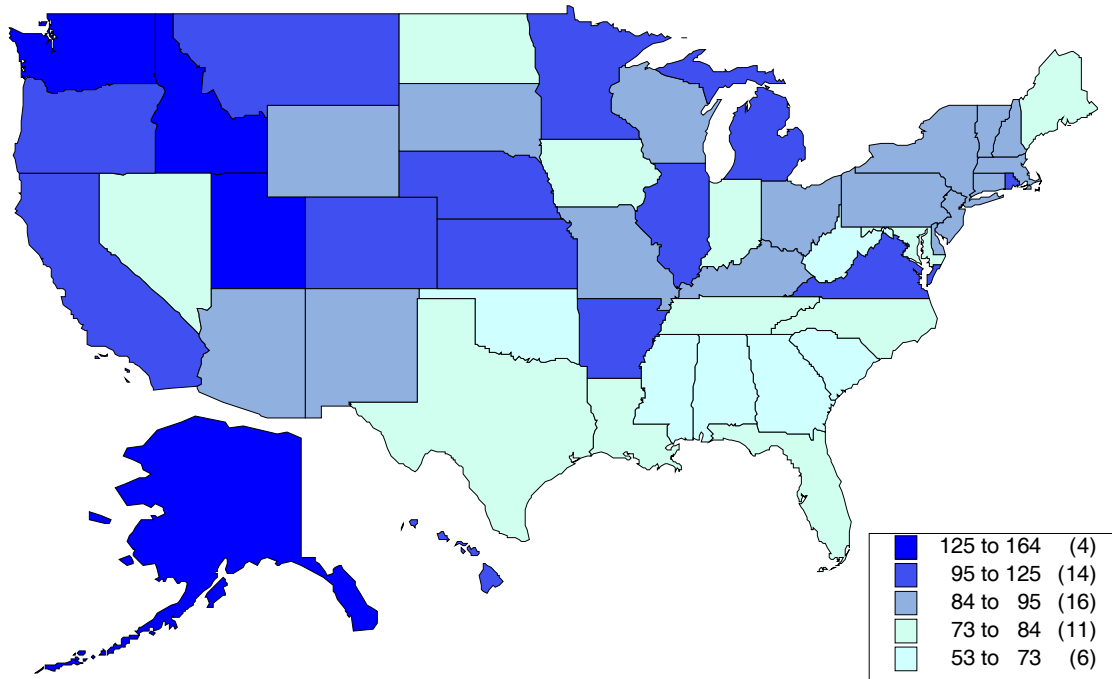 125 to 164 (4)
95 to 125 (14)
84 to 95 (16)
73 to 84 (11)
53 to 73 (6)